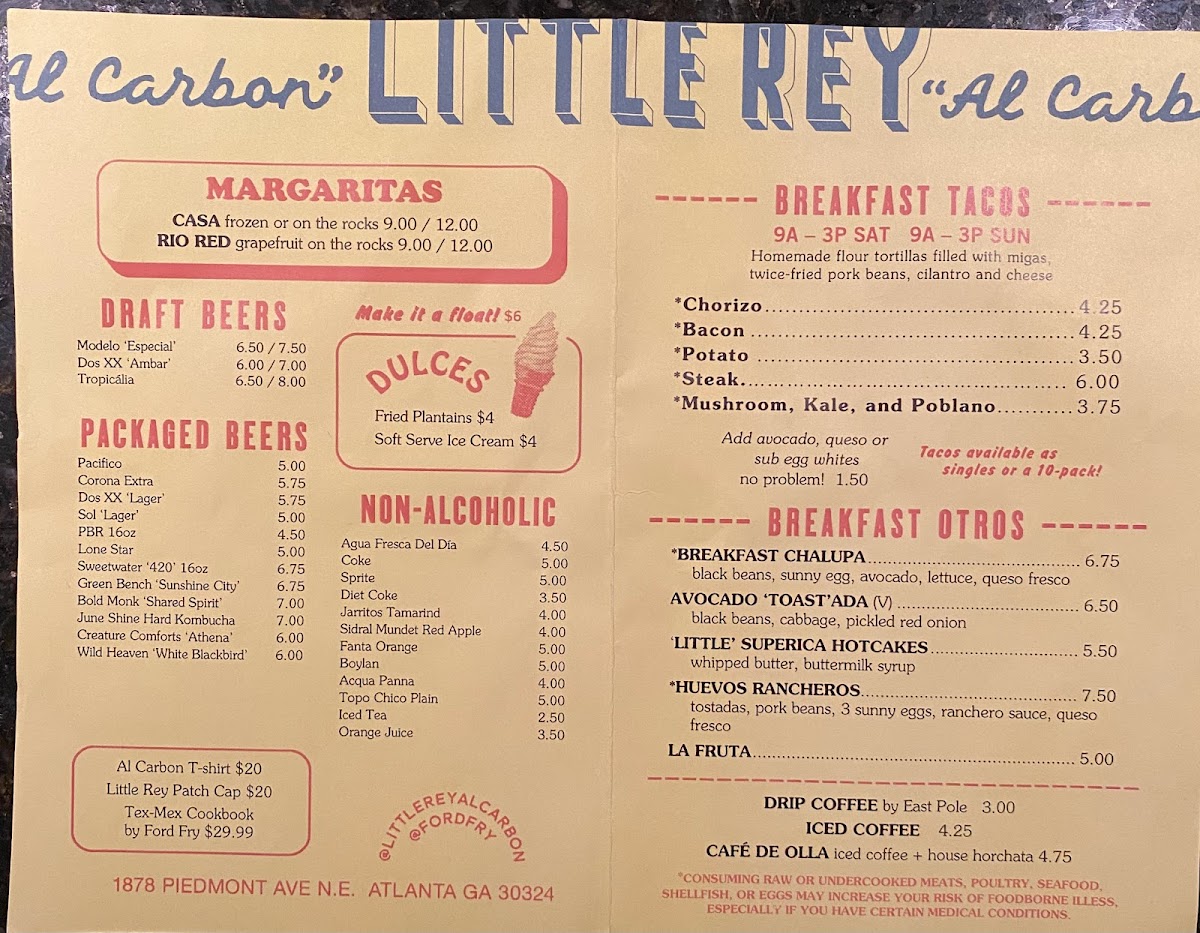 Al Carbon" LITTLE REY "Al Carb
MARGARITAS
CASA frozen or on the rocks 9.00 / 12.00
RIO RED grapefruit on the rocks 9.00 / 12.00
DRAFT BEERS
Modelo 'Especial' 6.50 / 7.50
Dos XX 'Ambar' 6.00 / 7.00
Tropicália 6.50 / 8.00
PACKAGED BEERS
Pacifico 5.00
Corona Extra 5.75
Dos XX 'Lager' 5.75
Sol 'Lager' 5.00
PBR 16oz 4.50
Lone Star 5.00
Sweetwater '420' 16oz 6.75
Green Bench 'Sunshine City' 6.75
Bold Monk 'Shared Spirit' 7.00
June Shine Hard Kombucha 7.00
Creature Comforts 'Athena' 6.00
Wild Heaven 'White Blackbird' 6.00
Make it a float! $6
DULCES
Fried Plantains $4
Soft Serve Ice Cream $4
NON-ALCOHOLIC
Agua Fresca Del Día 4.50
Coke 5.00
Sprite 5.00
Diet Coke 3.50
Jarritos Tamarind 4.00
Sidral Mundet Red Apple 4.00
Fanta Orange 5.00
Boylan 5.00
Acqua Panna 4.00
Topo Chico Plain 5.00
Iced Tea 2.50
Orange Juice 3.50
Al Carbon T-shirt $20
Little Rey Patch Cap $20
Tex-Mex Cookbook
by Ford Fry $29.99
@LITTLEREYALCARBON
@FORDFRY
1878 PIEDMONT AVE N.E. ATLANTA GA 30324
BREAKFAST TACOS
9A – 3P SAT 9A – 3P SUN
Homemade flour tortillas filled with migas,
twice-fried pork beans, cilantro and cheese
*Chorizo 4.25
*Bacon 4.25
*Potato 3.50
*Steak 6.00
*Mushroom, Kale, and Poblano 3.75
Add avocado, queso or
sub egg whites
no problem! 1.50
Tacos available as
singles or a 10-pack!
BREAKFAST OTROS
*BREAKFAST CHALUPA 6.75
black beans, sunny egg, avocado, lettuce, queso fresco
AVOCADO 'TOAST'ADA (V) 6.50
black beans, cabbage, pickled red onion
'LITTLE' SUPERICA HOTCAKES 5.50
whipped butter, buttermilk syrup
*HUEVOS RANCHEROS 7.50
tostadas, pork beans, 3 sunny eggs, ranchero sauce, queso
fresco
LA FRUTA 5.00
DRIP COFFEE by East Pole 3.00
ICED COFFEE 4.25
CAFÉ DE OLLA iced coffee + house horchata 4.75
*CONSUMING RAW OR UNDERCOOKED MEATS, POULTRY, SEAFOOD,
SHELLFISH, OR EGGS MAY INCREASE YOUR RISK OF FOODBORNE ILLESS,
ESPECIALLY IF YOU HAVE CERTAIN MEDICAL CONDITIONS.